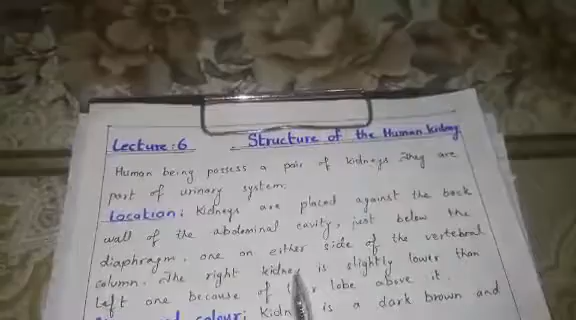 Lecture:6 Structure of the Human kidney
Human being possess a pair of kidneys. They are
part of urinary system.
Location: Kidneys are placed against the back
wall of the abdominal cavity, just below the
diaphragm, one on either side of the vertebral
column. The right kidney is slightly lower than
left one because of lobe above it.
colour: is a dark brown and